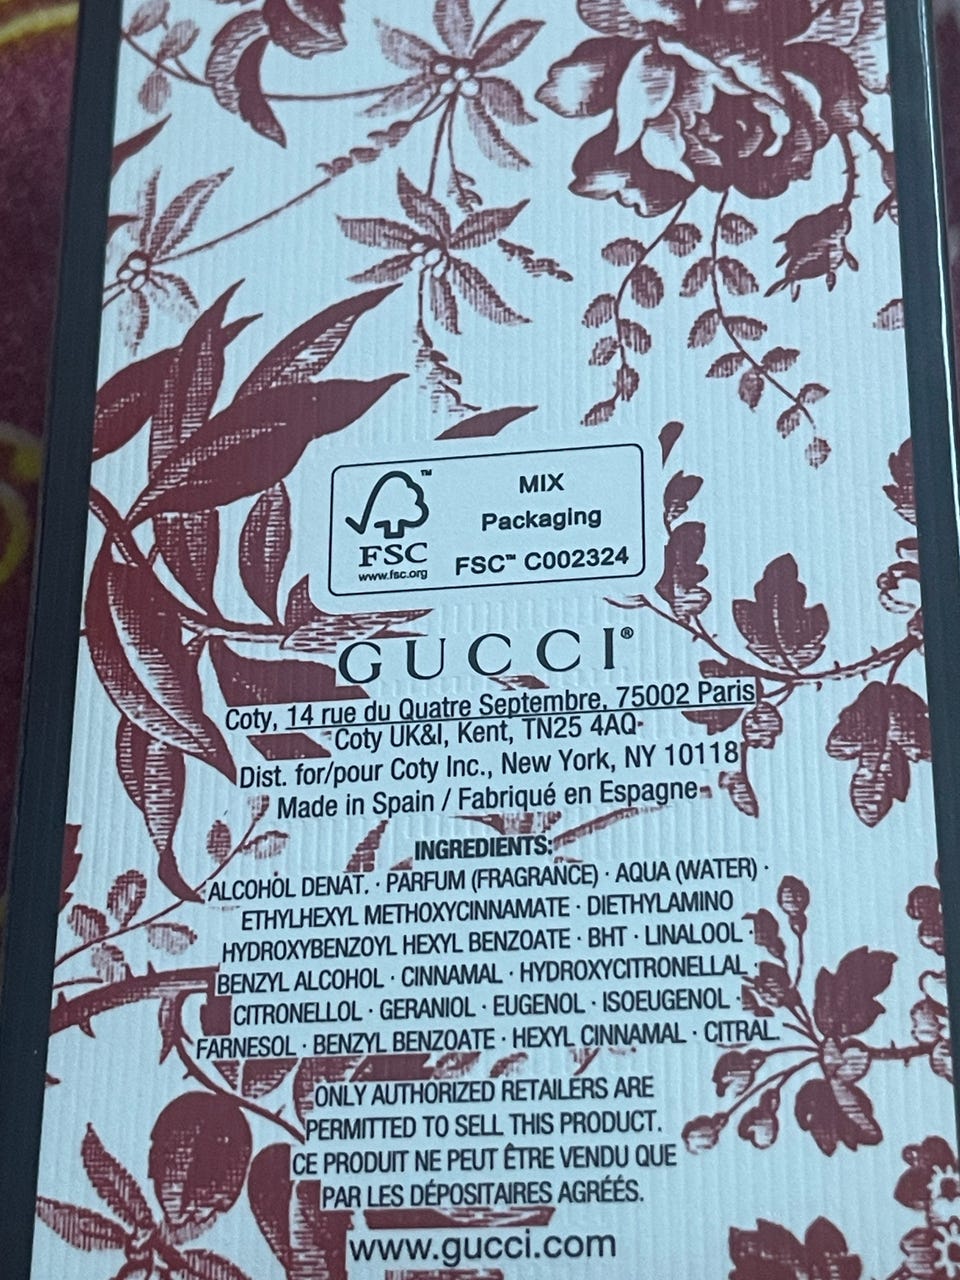 FSC™
www.fsc.org
MIX
Packaging
FSC™ C002324
GUCCI®
Coty, 14 rue du Quatre Septembre, 75002 Paris
Coty UK&I, Kent, TN25 4AQ
Dist. for/pour Coty Inc., New York, NY 10118
Made in Spain / Fabriqué en Espagne
INGREDIENTS:
ALCOHOL DENAT. · PARFUM (FRAGRANCE) · AQUA (WATER) ·
ETHYLHEXYL METHOXYCINNAMATE · DIETHYLAMINO
HYDROXYBENZOYL HEXYL BENZOATE · BHT · LINALOOL ·
BENZYL ALCOHOL · CINNAMAL · HYDROXYCITRONELLAL ·
CITRONELLOL · GERANIOL · EUGENOL · ISOEUGENOL ·
FARNESOL · BENZYL BENZOATE · HEXYL CINNAMAL · CITRAL.
ONLY AUTHORIZED RETAILERS ARE
PERMITTED TO SELL THIS PRODUCT.
CE PRODUIT NE PEUT ÊTRE VENDU QUE
PAR LES DÉPOSITAIRES AGRÉÉS.
www.gucci.com